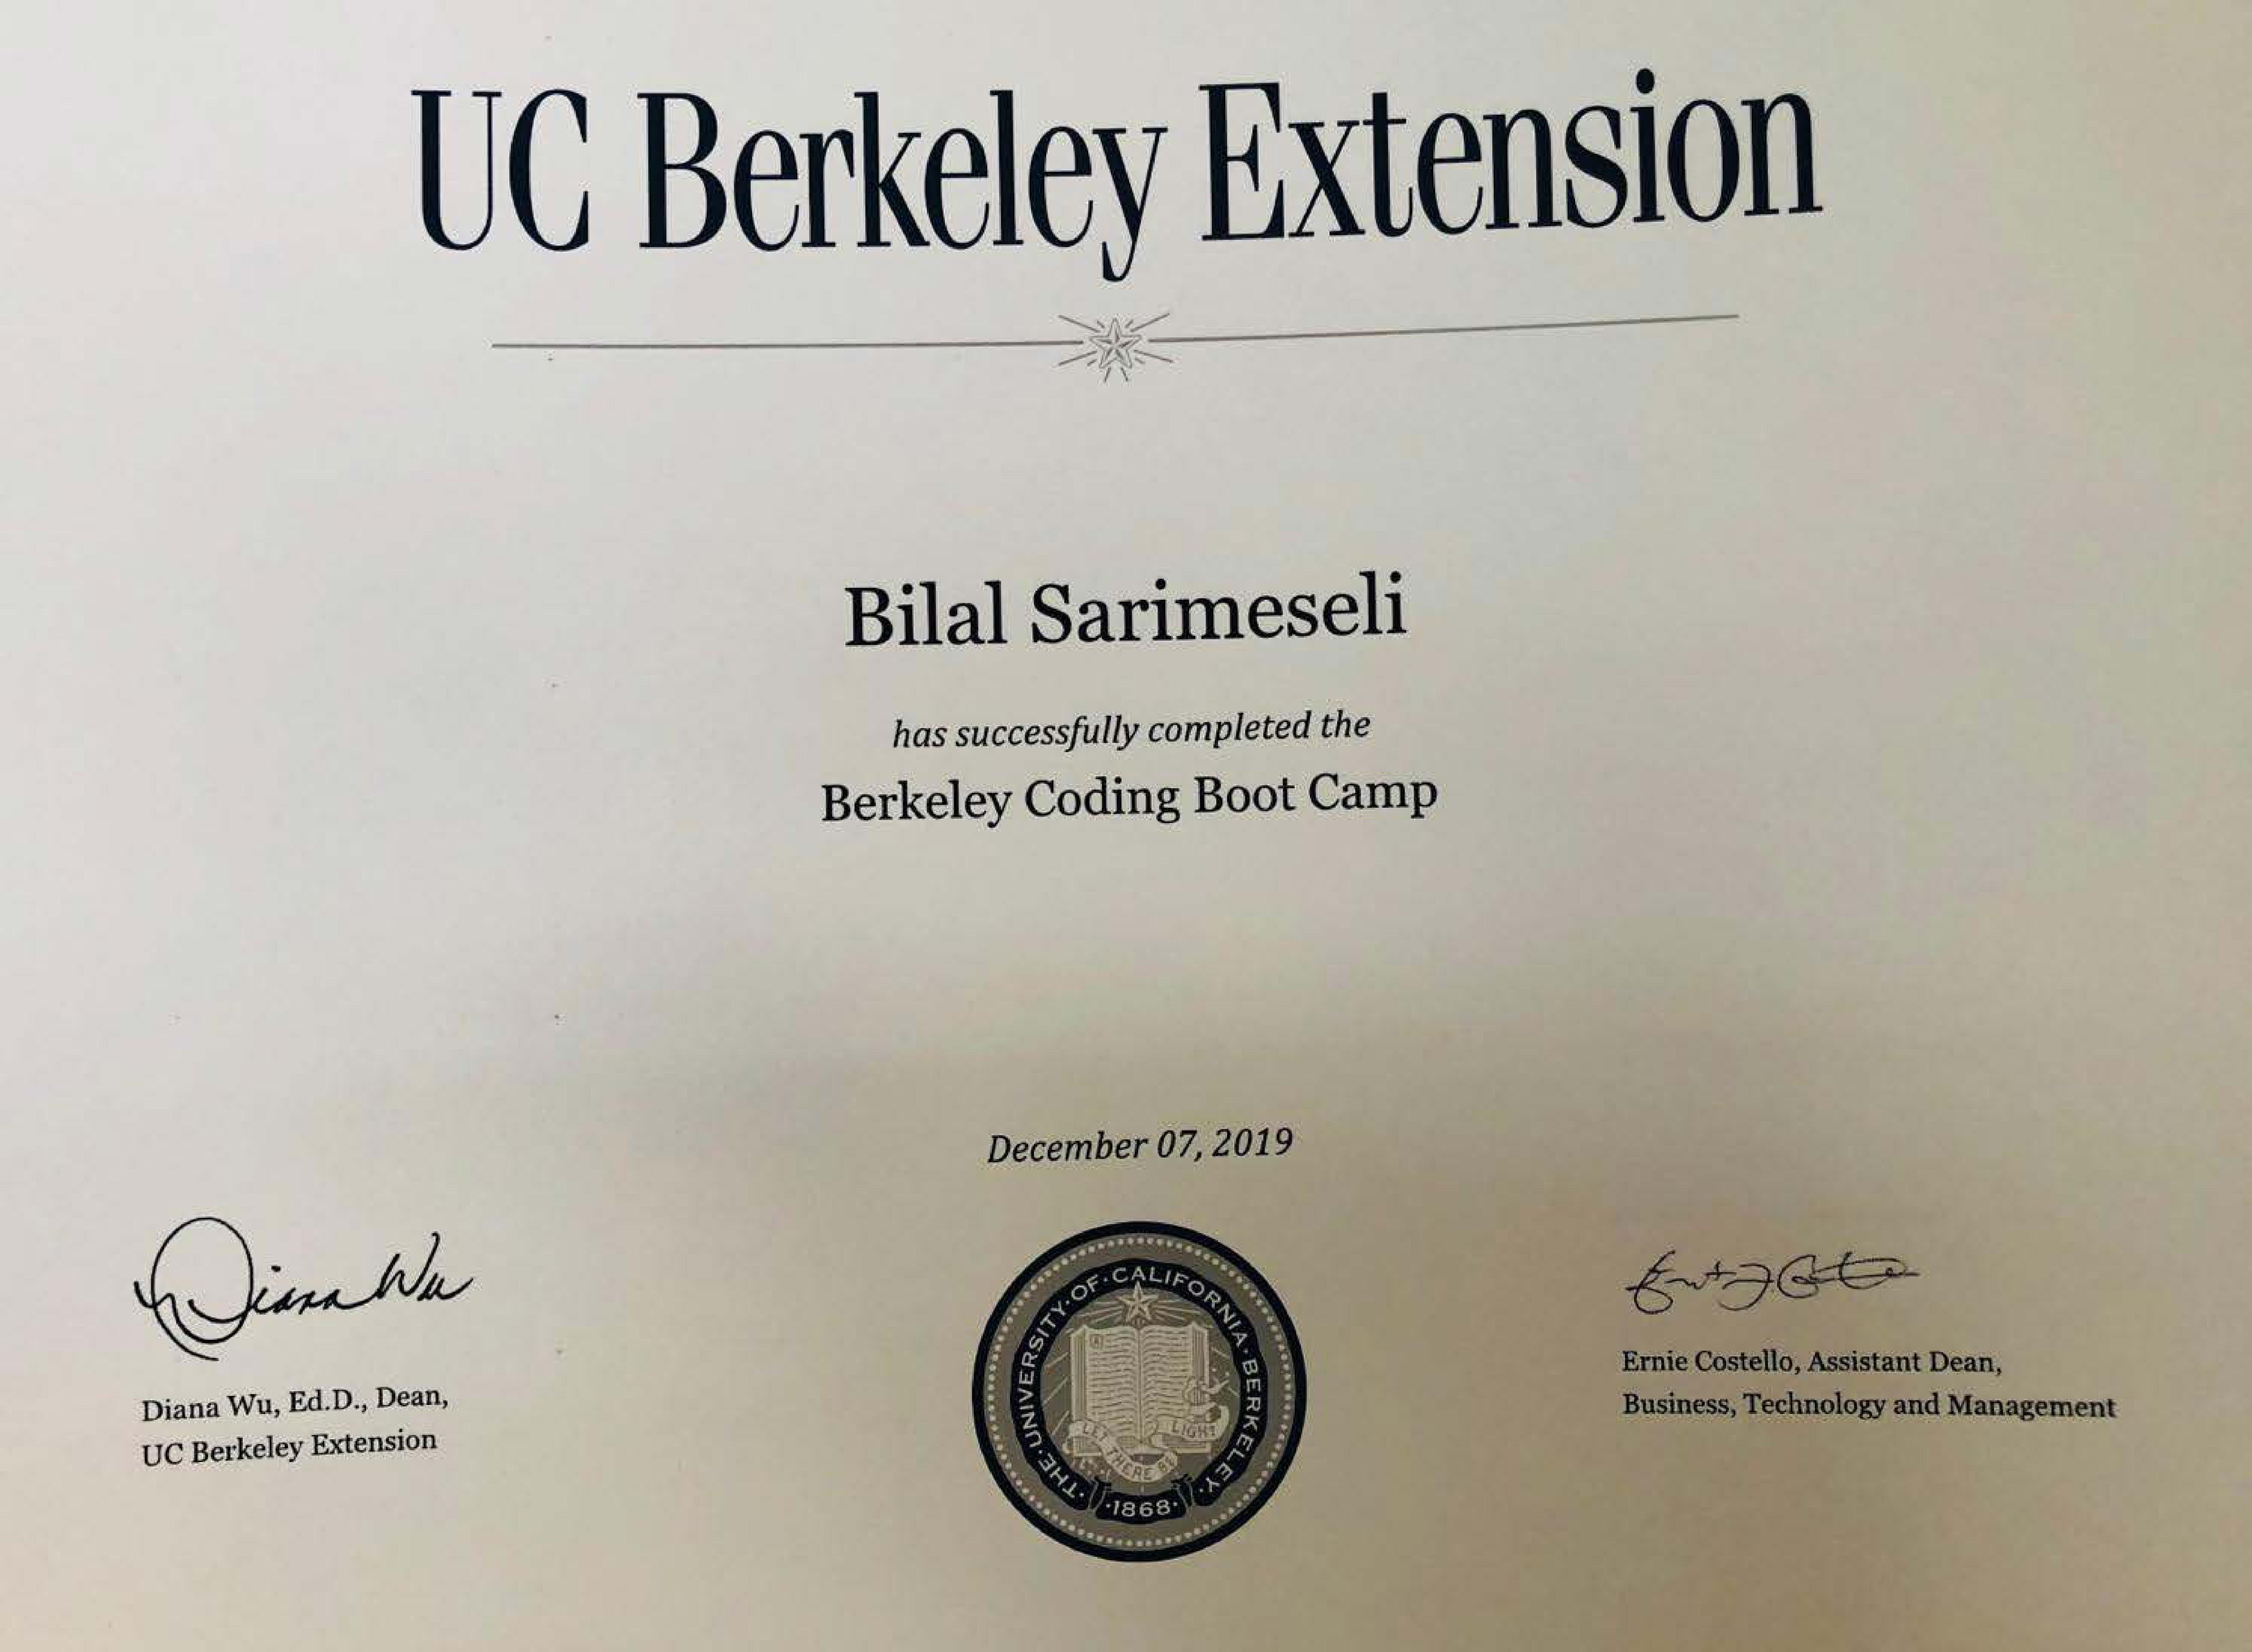 UC Berkeley Extension
Bilal Sarimeseli
has successfully completed the
Berkeley Coding Boot Camp
December 07, 2019
Diana Wu
Diana Wu, Ed.D., Dean,
UC Berkeley Extension
·THE·UNIVERSITY·OF·CALIFORNIA·BERKELEY·
A
LET THERE BE LIGHT
·1868·
Ernie Costello, Assistant Dean,
Business, Technology and Management